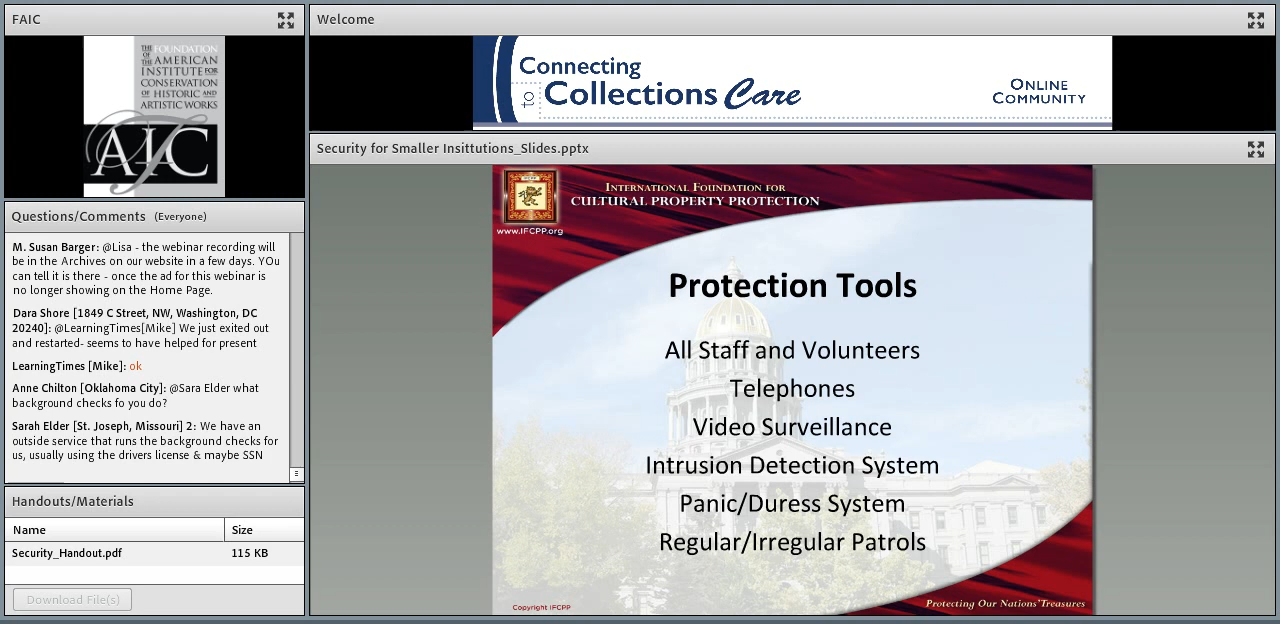 FAIC
THE FOUNDATION
OF THE AMERICAN
INSTITUTE FOR
CONSERVATION
OF HISTORIC AND
ARTISTIC WORKS
AIC
Questions/Comments (Everyone)
M. Susan Barger: @Lisa - the webinar recording will
be in the Archives on our website in a few days. YOu
can tell it is there - once the ad for this webinar is
no longer showing on the Home Page.
Dara Shore [1849 C Street, NW, Washington, DC
20240]: @LearningTimes[Mike] We just exited out
and restarted- seems to have helped for present
LearningTimes [Mike]: ok
Anne Chilton [Oklahoma City]: @Sara Elder what
background checks fo you do?
Sarah Elder [St. Joseph, Missouri] 2: We have an
outside service that runs the background checks for
us, usually using the drivers license & maybe SSN
Handouts/Materials
Name Size
Security_Handout.pdf 115 KB
Download File(s)
Welcome
Connecting
to Collections Care
ONLINE
COMMUNITY
Security for Smaller Insittutions_Slides.pptx
IFCPP
INTERNATIONAL FOUNDATION FOR
CULTURAL PROPERTY PROTECTION
www.IFCPP.org
Protection Tools
All Staff and Volunteers
Telephones
Video Surveillance
Intrusion Detection System
Panic/Duress System
Regular/Irregular Patrols
Copyright IFCPP
Protecting Our Nations' Treasures